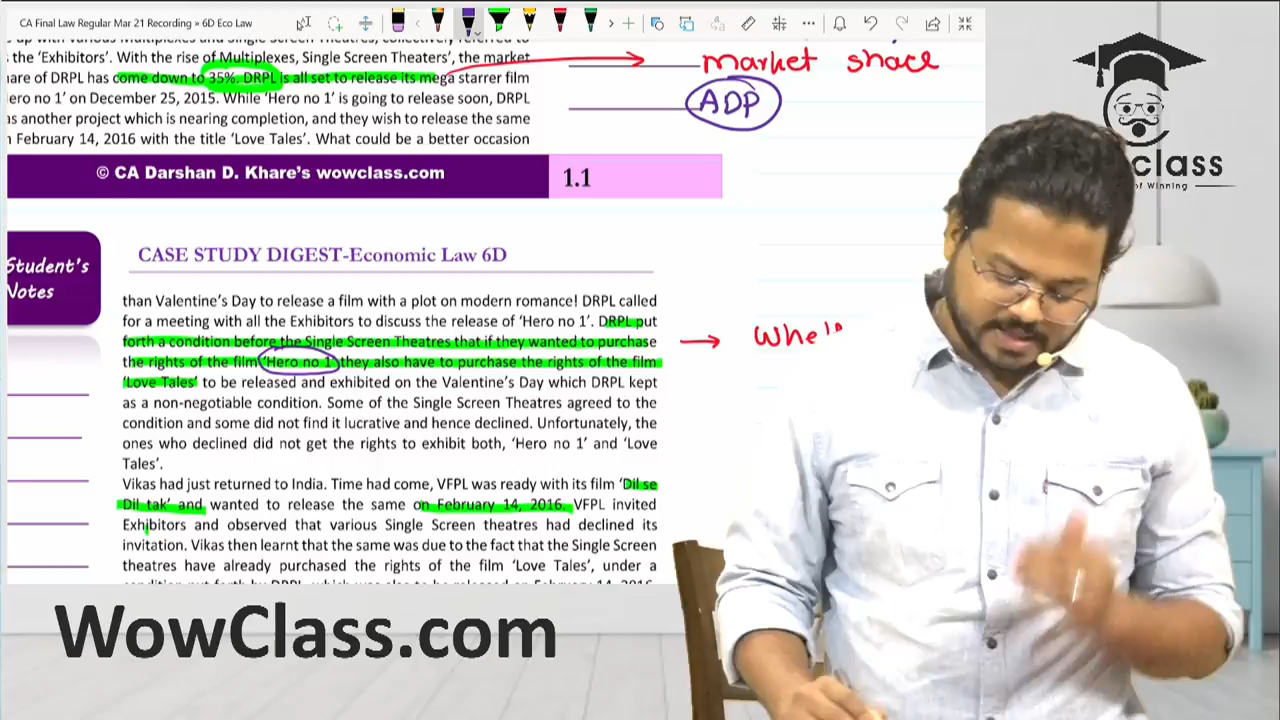 CA Final Law Regular Mar 21 Recording » 6D Eco Law
the 'Exhibitors'. With the rise of Multiplexes, Single Screen Theaters', the market
are of DRPL has come down to 35%. DRPL is all set to release its mega starrer film
ero no 1' on December 25, 2015. While 'Hero no 1' is going to release soon, DRPL
s another project which is nearing completion, and they wish to release the same
February 14, 2016 with the title 'Love Tales'. What could be a better occasion
market share
ADP
© CA Darshan D. Khare's wowclass.com
1.1
class
of Winning
Student's
Notes
CASE STUDY DIGEST-Economic Law 6D
than Valentine's Day to release a film with a plot on modern romance! DRPL called
for a meeting with all the Exhibitors to discuss the release of 'Hero no 1'. DRPL put
forth a condition before the Single Screen Theatres that if they wanted to purchase
the rights of the film 'Hero no 1' they also have to purchase the rights of the film
'Love Tales' to be released and exhibited on the Valentine's Day which DRPL kept
as a non-negotiable condition. Some of the Single Screen Theatres agreed to the
condition and some did not find it lucrative and hence declined. Unfortunately, the
ones who declined did not get the rights to exhibit both, 'Hero no 1' and 'Love
Tales'.
Vikas had just returned to India. Time had come, VFPL was ready with its film 'Dil se
Dil tak' and wanted to release the same on February 14, 2016. VFPL invited
Exhibitors and observed that various Single Screen theatres had declined its
invitation. Vikas then learnt that the same was due to the fact that the Single Screen
theatres have already purchased the rights of the film 'Love Tales', under a
WowClass.com